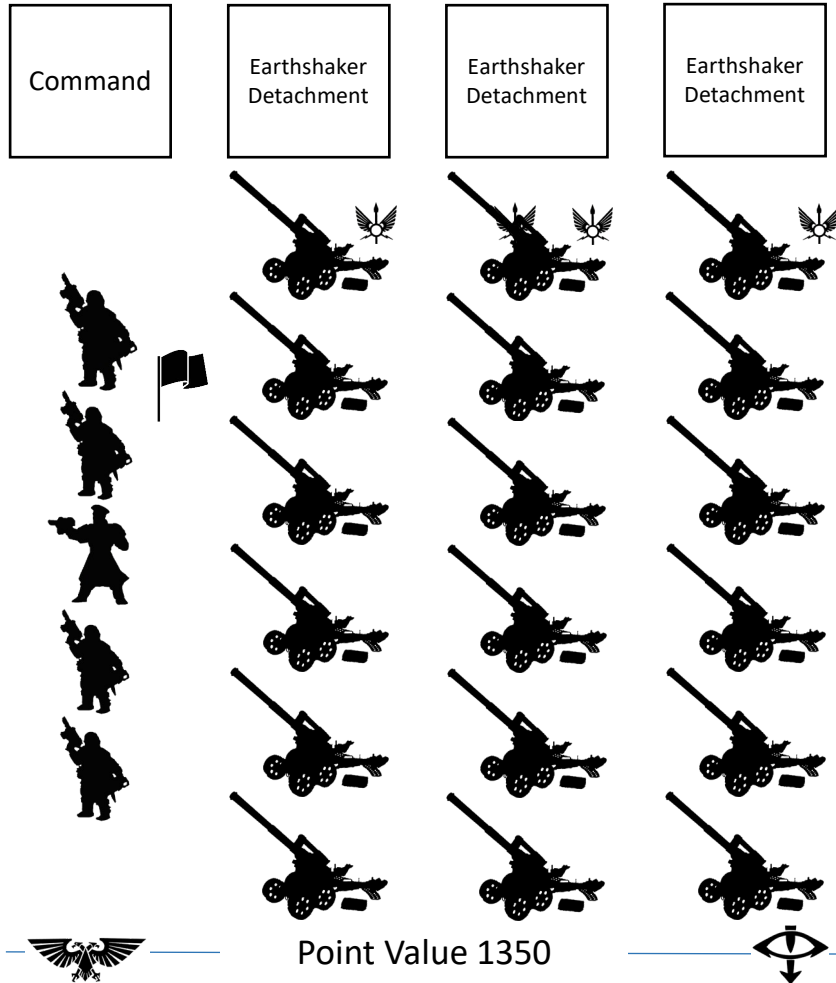 Command
Earthshaker
Detachment
Earthshaker
Detachment
Earthshaker
Detachment
Point Value 1350